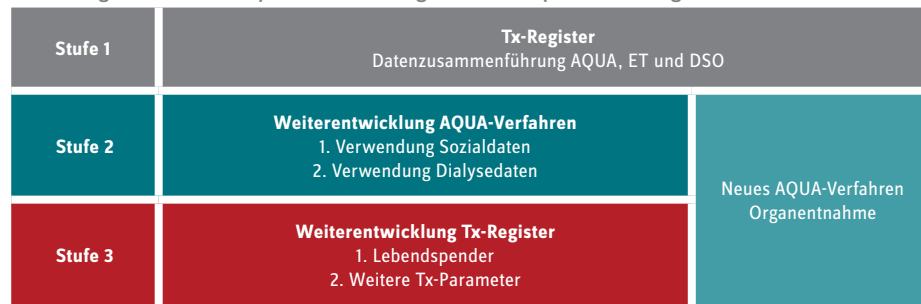 Stufe 1
Tx-Register
Datenzusammenführung AQUA, ET und DSO
Stufe 2
Weiterentwicklung AQUA-Verfahren
1. Verwendung Sozialdaten
2. Verwendung Dialysedaten
Neues AQUA-Verfahren
Organentnahme
Stufe 3
Weiterentwicklung Tx-Register
1. Lebendspender
2. Weitere Tx-Parameter